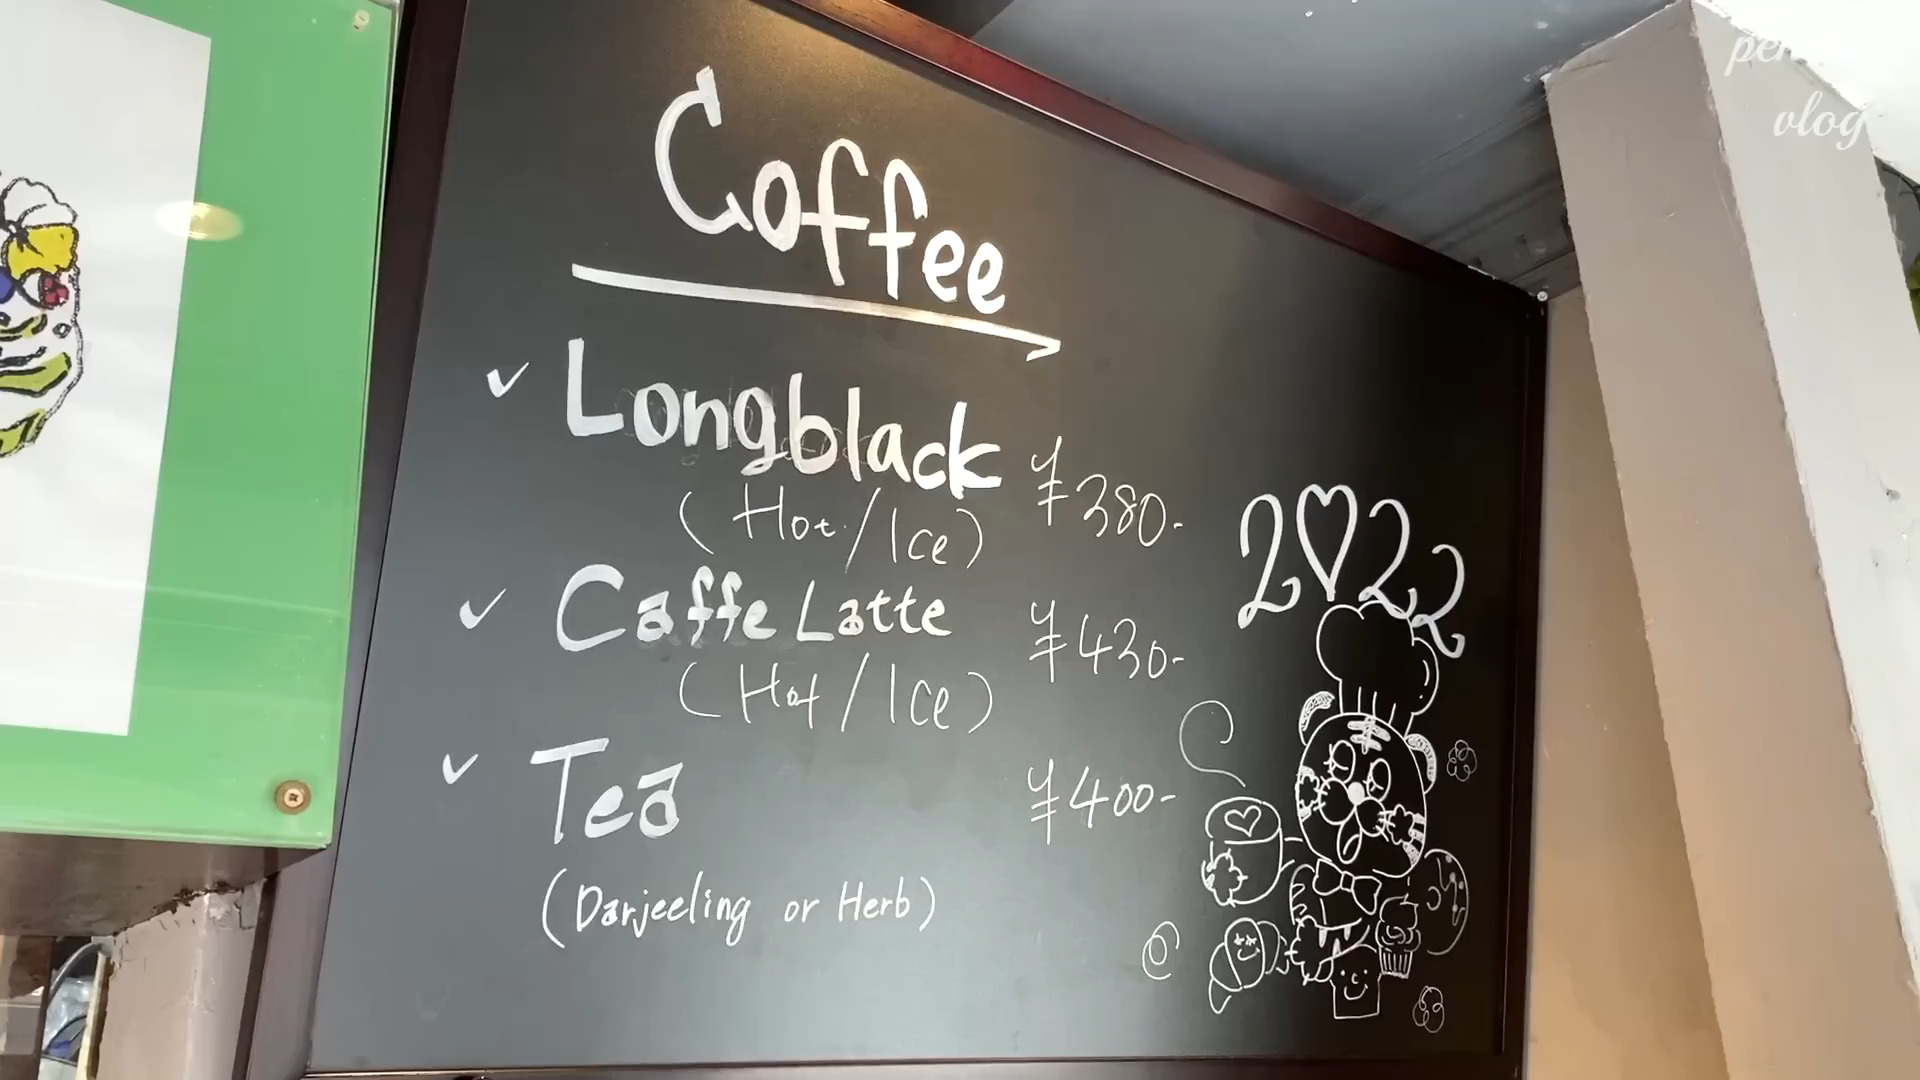 Coffee
Longblack ¥380-
(Hot/Ice)
Caffe Latte ¥430-
(Hot/Ice)
Tea ¥400-
(Darjeeling or Herb)
2022
vlog